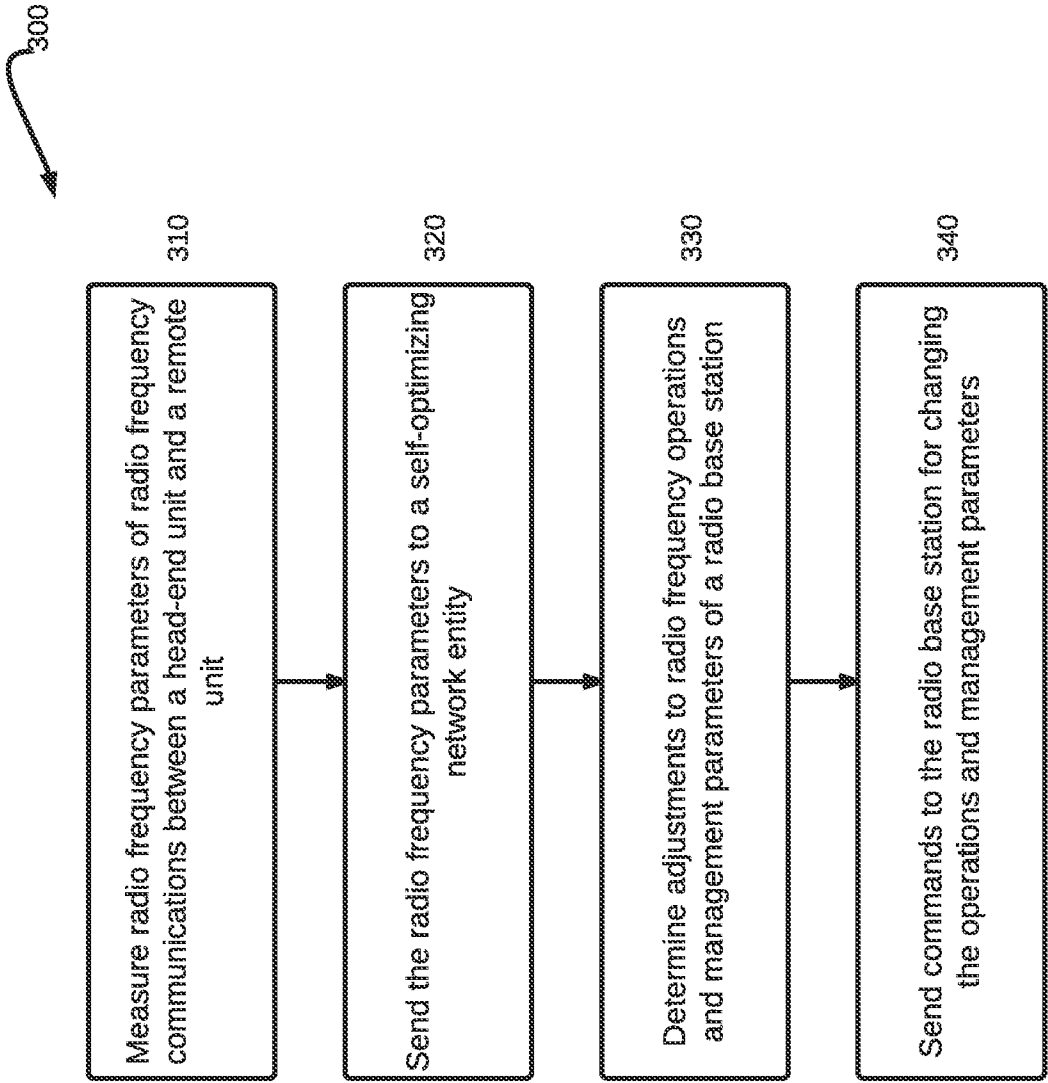 300
310
Measure radio frequency parameters of radio frequency
communications between a head-end unit and a remote
unit
320
Send the radio frequency parameters to a self-optimizing
network entity
330
Determine adjustments to radio frequency operations
and management parameters of a radio base station
340
Send commands to the radio base station for changing
the operations and management parameters